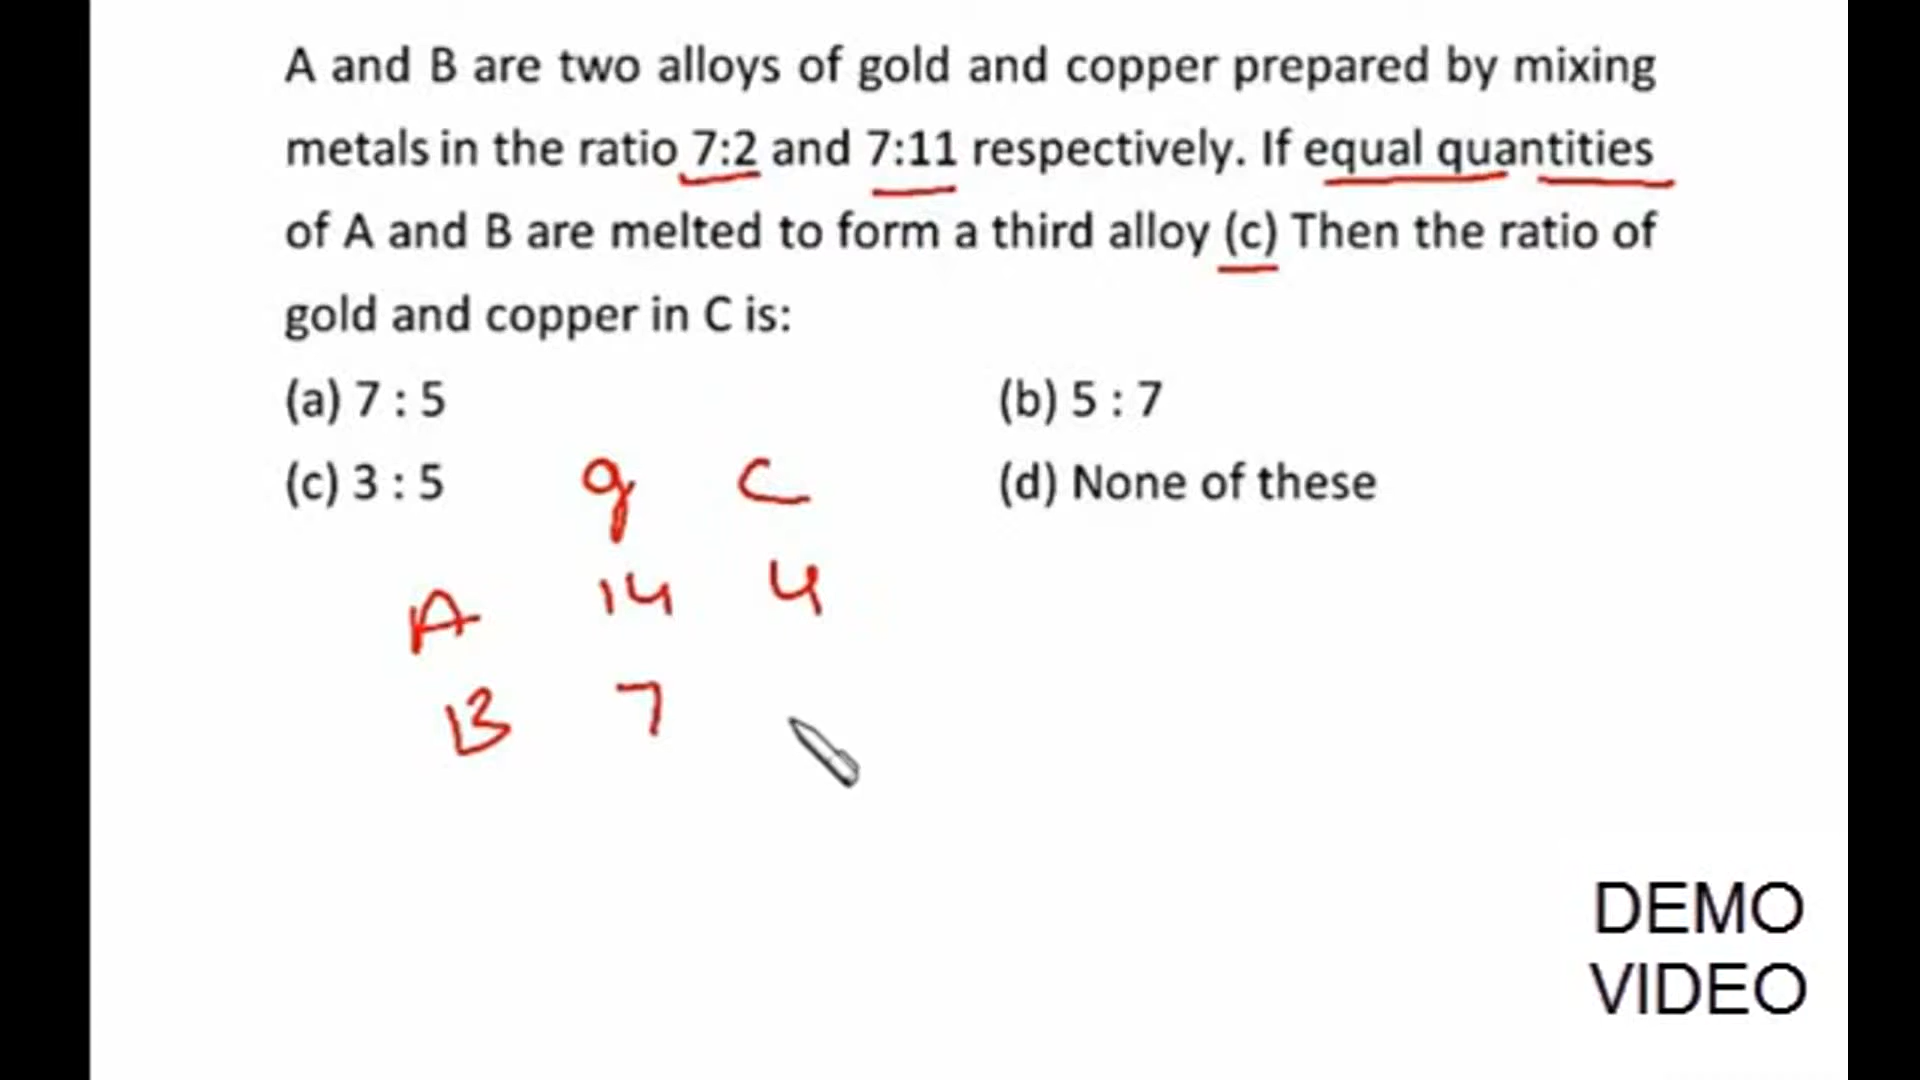 A and B are two alloys of gold and copper prepared by mixing
metals in the ratio 7:2 and 7:11 respectively. If equal quantities
of A and B are melted to form a third alloy (c) Then the ratio of
gold and copper in C is:
(a) 7 : 5 (b) 5 : 7
(c) 3 : 5 (d) None of these
g C
A 14 4
B 7
DEMO
VIDEO